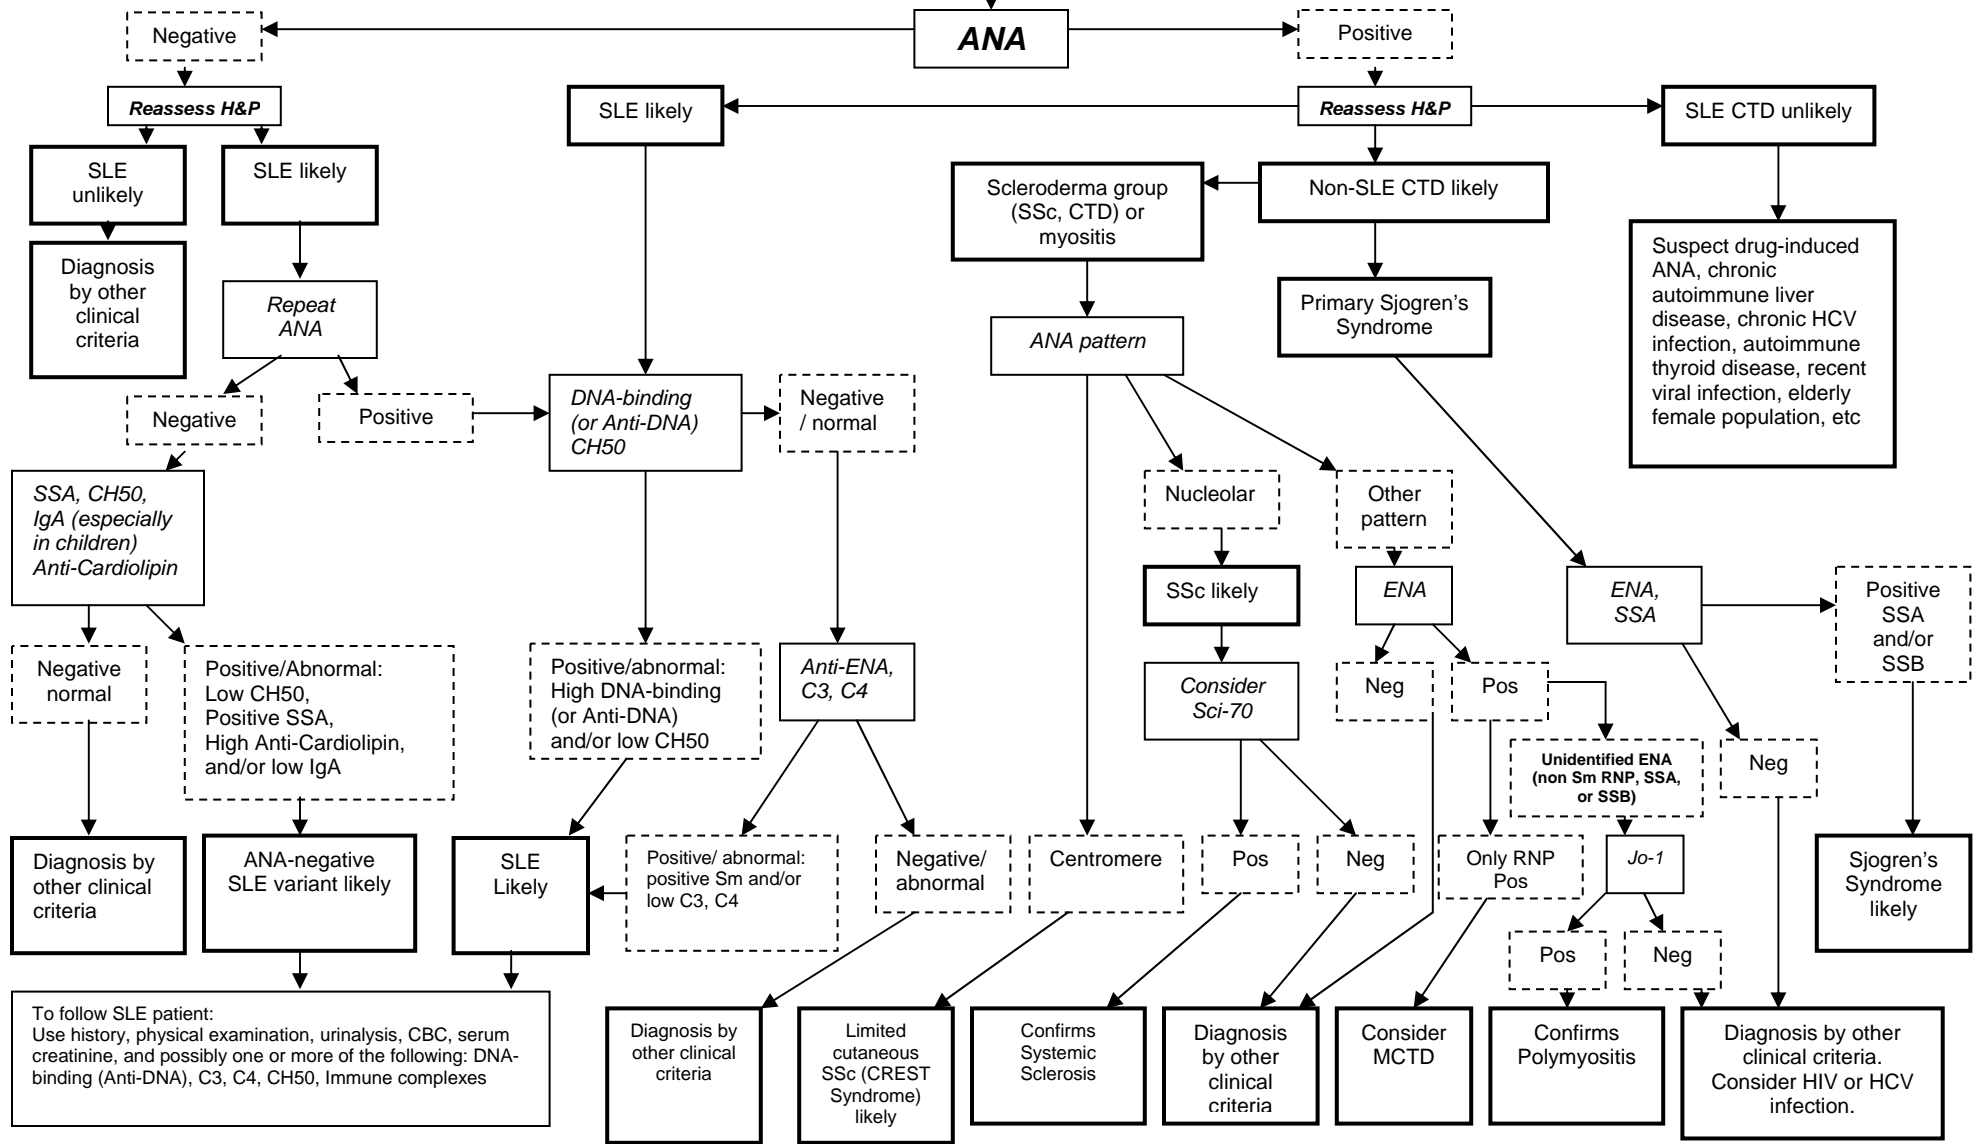 ANA
Negative
Positive
Reassess H&P
SLE likely
Reassess H&P
SLE CTD unlikely
SLE
unlikely
SLE likely
Scleroderma group
(SSc, CTD) or
myositis
Non-SLE CTD likely
Diagnosis
by other
clinical
criteria
Repeat
ANA
Primary Sjogren's
Syndrome
Suspect drug-induced
ANA, chronic
autoimmune liver
disease, chronic HCV
infection, autoimmune
thyroid disease, recent
viral infection, elderly
female population, etc
ANA pattern
Negative
Positive
DNA-binding
(or Anti-DNA)
CH50
Negative
/ normal
SSA, CH50,
IgA (especially
in children)
Anti-Cardiolipin
Nucleolar
Other
pattern
SSc likely
ENA
ENA,
SSA
Positive
SSA
and/or
SSB
Negative
normal
Positive/Abnormal:
Low CH50,
Positive SSA,
High Anti-Cardiolipin,
and/or low IgA
Positive/abnormal:
High DNA-binding
(or Anti-DNA)
and/or low CH50
Anti-ENA,
C3, C4
Consider
Sci-70
Neg
Pos
Unidentified ENA
(non Sm RNP, SSA,
or SSB)
Neg
Diagnosis by
other clinical
criteria
ANA-negative
SLE variant likely
SLE
Likely
Positive/ abnormal:
positive Sm and/or
low C3, C4
Negative/
abnormal
Centromere
Pos
Neg
Only RNP
Pos
Jo-1
Sjogren's
Syndrome
likely
Pos
Neg
To follow SLE patient:
Use history, physical examination, urinalysis, CBC, serum
creatinine, and possibly one or more of the following: DNA-
binding (Anti-DNA), C3, C4, CH50, Immune complexes
Diagnosis by
other clinical
criteria
Limited
cutaneous
SSc (CREST
Syndrome)
likely
Confirms
Systemic
Sclerosis
Diagnosis
by other
clinical
criteria
Consider
MCTD
Confirms
Polymyositis
Diagnosis by other
clinical criteria.
Consider HIV or HCV
infection.